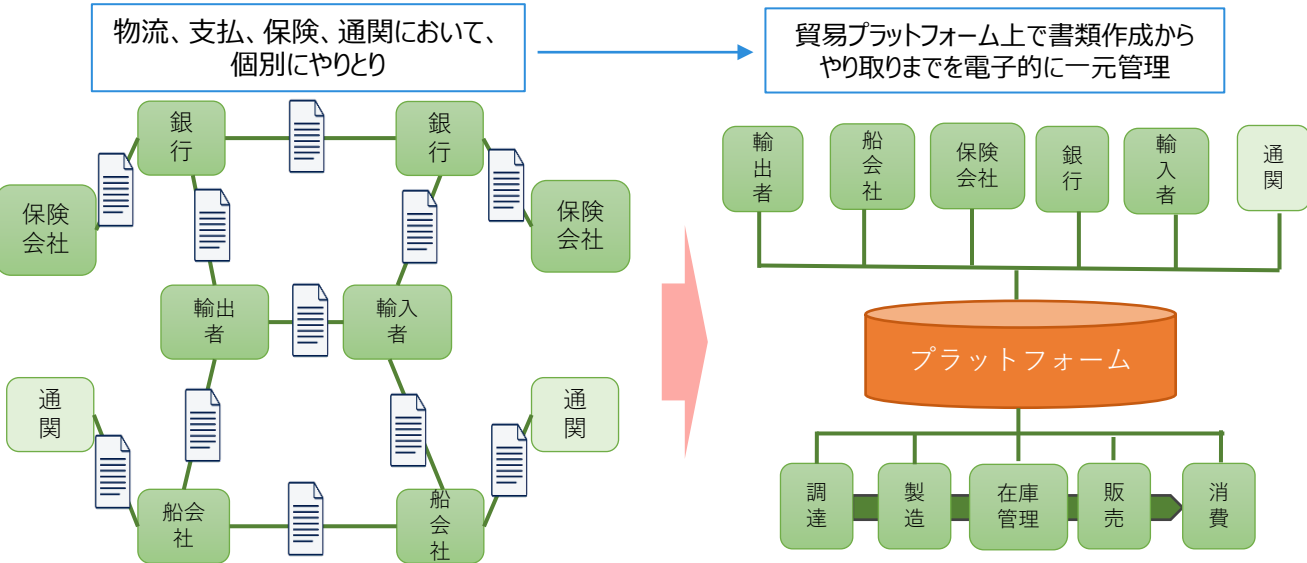 物流、支払、保険、通関において、
個別にやりとり
貿易プラットフォーム上で書類作成から
やり取りまでを電子的に一元管理
銀
行
銀
行
保険
会社
保険
会社
輸出
者
輸入
者
通
関
通
関
船会
社
船
会
社
輸
出
者
船
会
社
保険
会社
銀
行
輸
入
者
通
関
プラットフォーム
調
達
製
造
在庫
管理
販
売
消
費